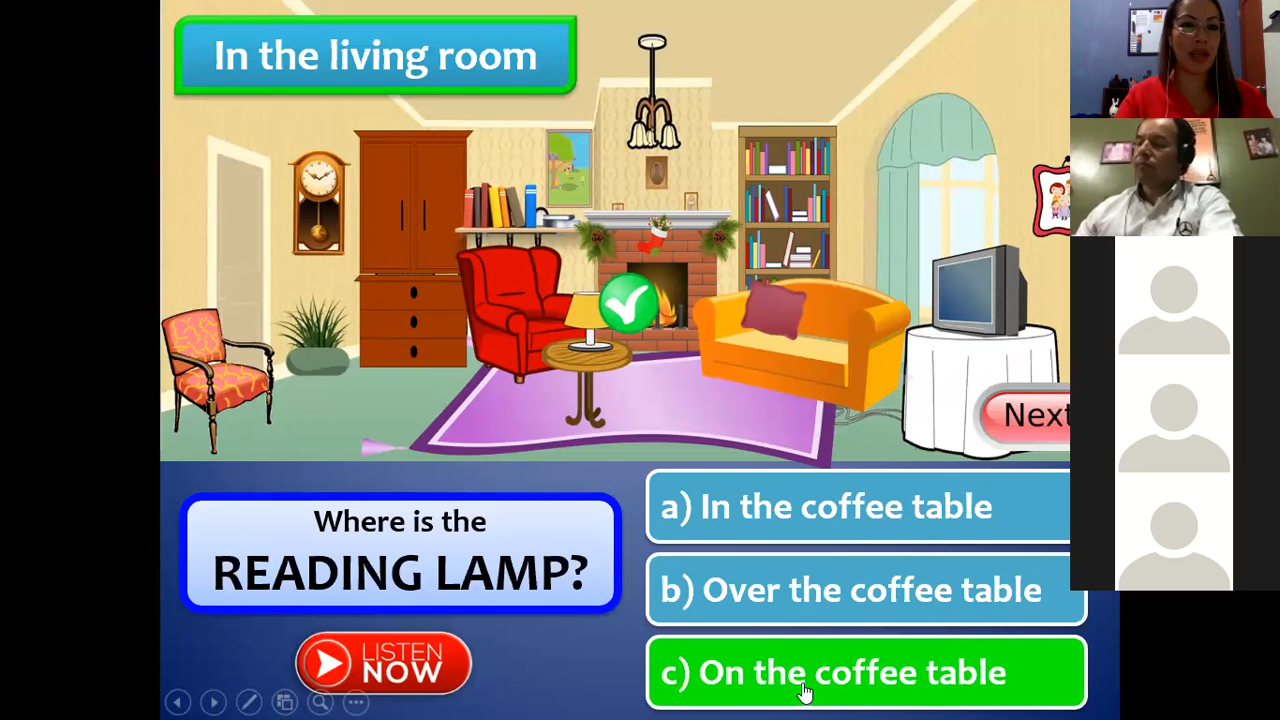 In the living room
Next
Where is the
READING LAMP?
LISTEN
NOW
a) In the coffee table
b) Over the coffee table
c) On the coffee table